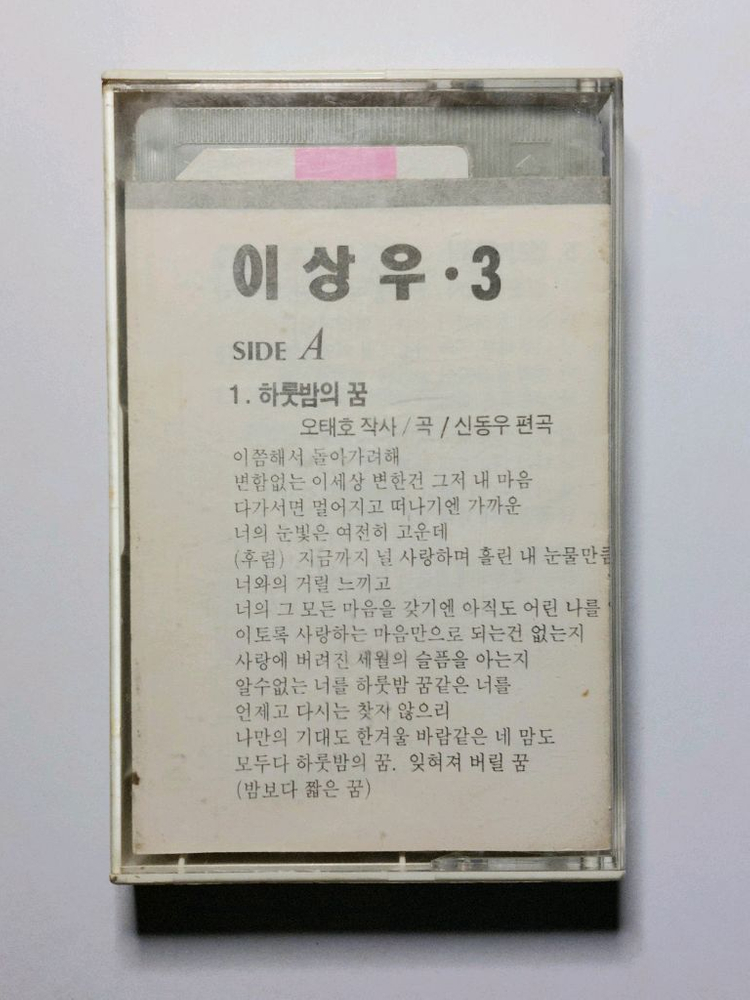 이상우·3
SIDE A
1. 하룻밤의 꿈
오태호 작사/곡/신동우 편곡
이쯤해서 돌아가려해
변함없는 이세상 변한건 그저 내 마음
다가서면 멀어지고 떠나기엔 가까운
너의 눈빛은 여전히 고운데
(후렴) 지금까지 널 사랑하며 흘린 내 눈물만큼
너와의 거릴 느끼고
너의 그 모든 마음을 갖기엔 아직도 어린 나를
이토록 사랑하는 마음만으로 되는건 없는지
사랑에 버려진 세월의 슬픔을 아는지
알수없는 너를 하룻밤 꿈같은 너를
언제고 다시는 찾지 않으리
나만의 기대도 한겨울 바람같은 네 맘도
모두다 하룻밤의 꿈. 잊혀져 버릴 꿈
(밤보다 짧은 꿈)